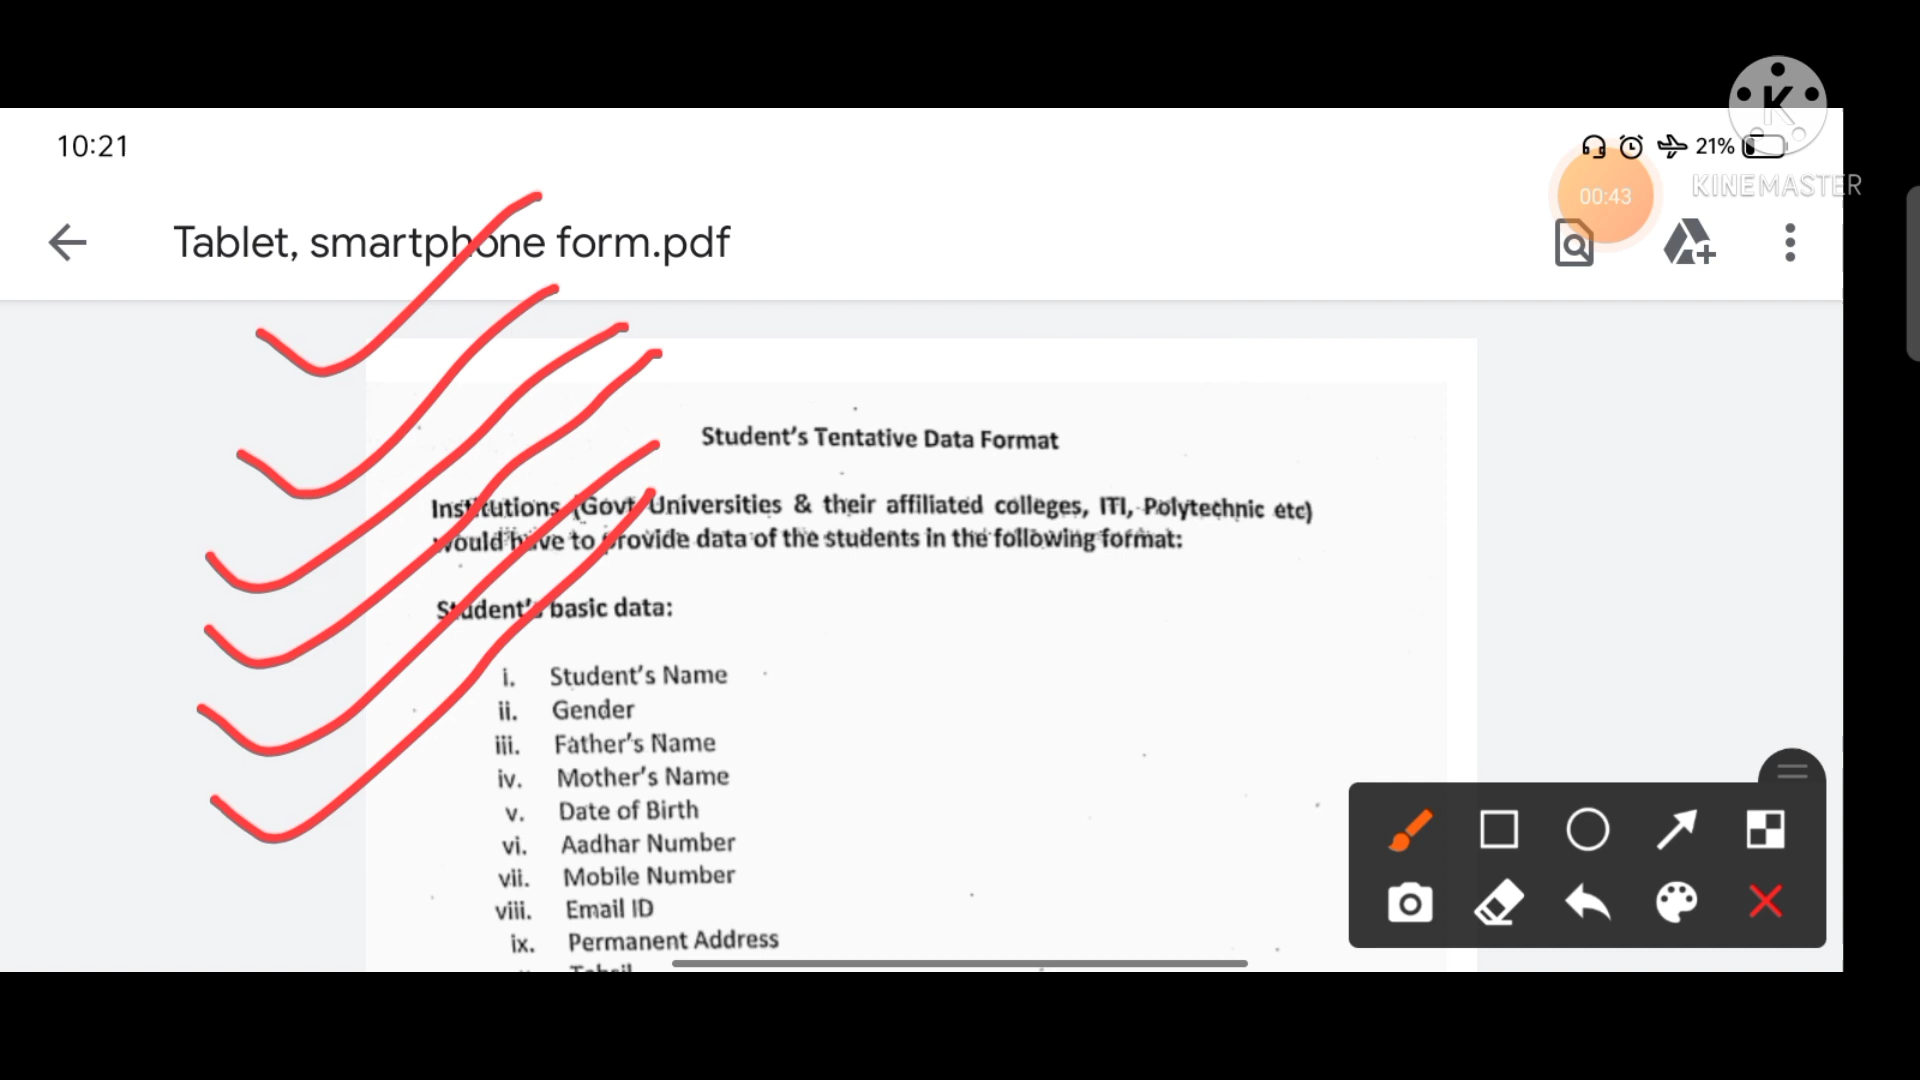 10:21
21%
K
KINEMASTER
00:43
Tablet, smartphone form.pdf
Student's Tentative Data Format
Institutions (Govt Universities & their affiliated colleges, ITI, Polytechnic etc)
would have to provide data of the students in the following format:
Student's basic data:
i. Student's Name
ii. Gender
iii. Father's Name
iv. Mother's Name
v. Date of Birth
vi. Aadhar Number
vii. Mobile Number
viii. Email ID
ix. Permanent Address